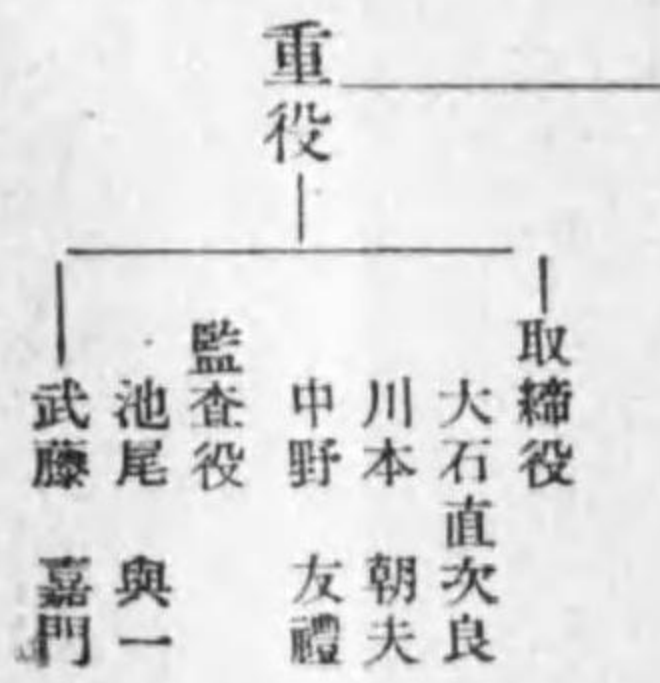 重役
取締役
大石直次良
川本朝夫
中野友禮
監査役
池尾與一
武藤嘉門